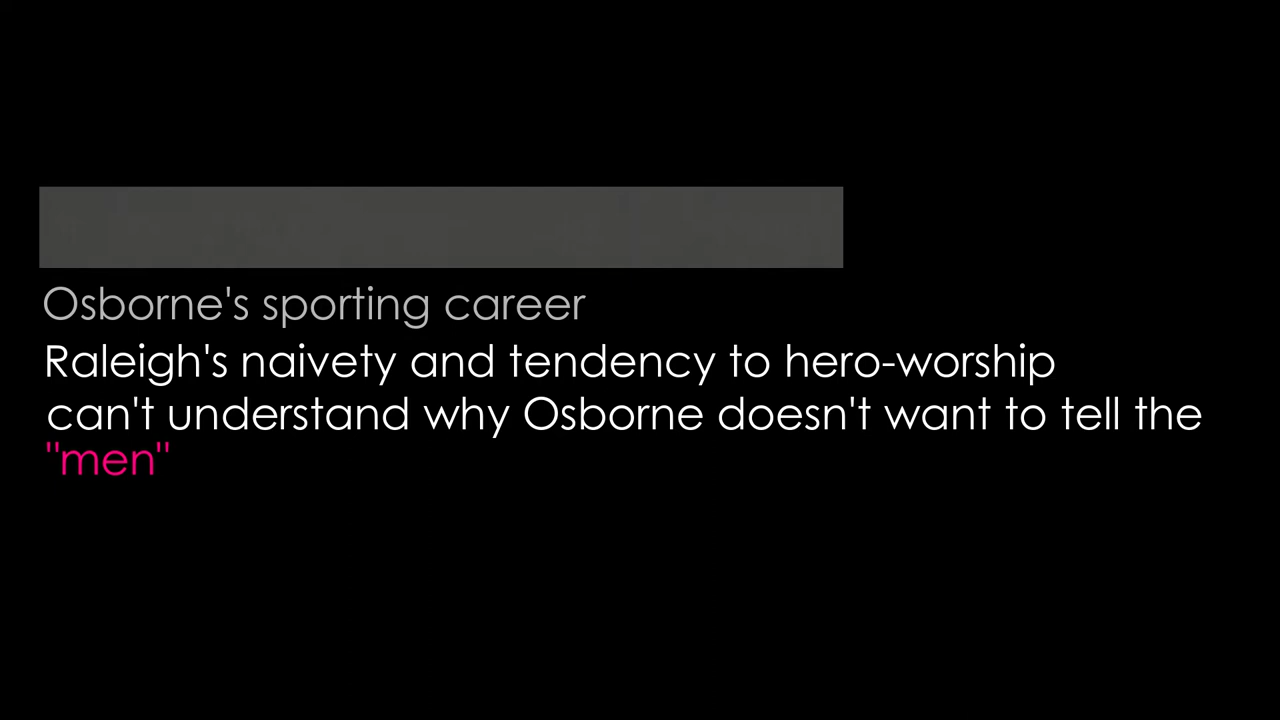 Osborne's sporting career
Raleigh's naivety and tendency to hero-worship
can't understand why Osborne doesn't want to tell the
"men"